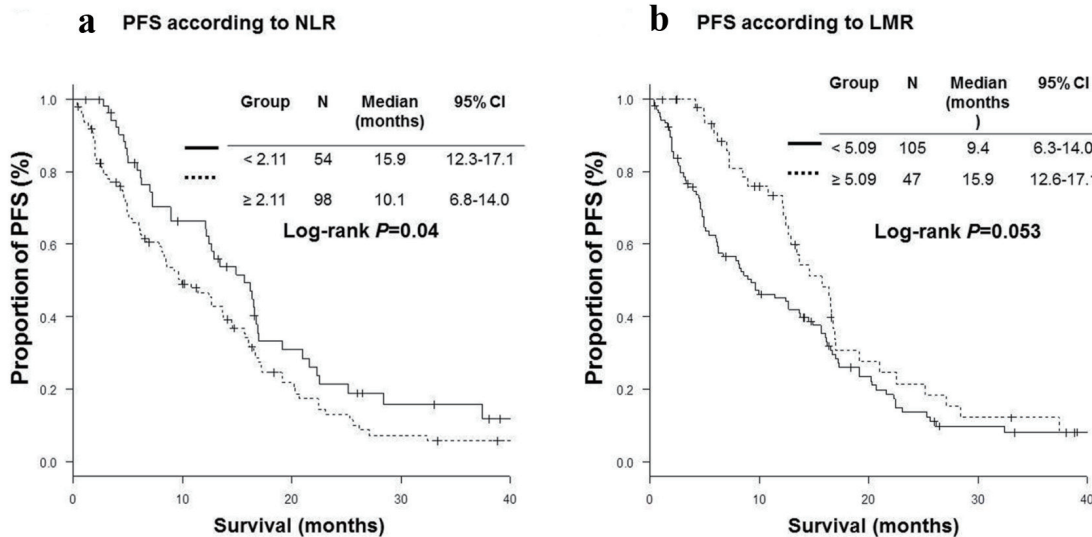 a PFS according to NLR
Group N Median 95% CI
(months)
< 2.11 54 15.9 12.3-17.1
≥ 2.11 98 10.1 6.8-14.0
Log-rank P=0.04
Proportion of PFS (%)
1.0
0.8
0.6
0.4
0.2
0.0
0 10 20 30 40
Survival (months)
b PFS according to LMR
Group N Median 95% CI
(months
)
< 5.09 105 9.4 6.3-14.0
≥ 5.09 47 15.9 12.6-17.1
Log-rank P=0.053
Proportion of PFS (%)
1.0
0.8
0.6
0.4
0.2
0.0
0 10 20 30 40
Survival (months)